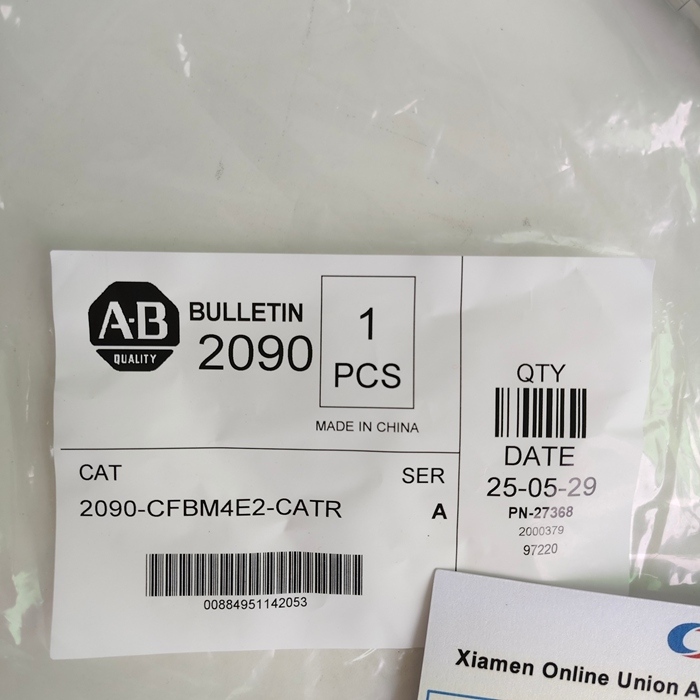 A-B
QUALITY
BULLETIN
2090
1
PCS
MADE IN CHINA
CAT
SER
2090-CFBM4E2-CATR
A
00884951142053
QTY
DATE
25-05-29
PN-27368
2000379
97220
Xiamen Online Union